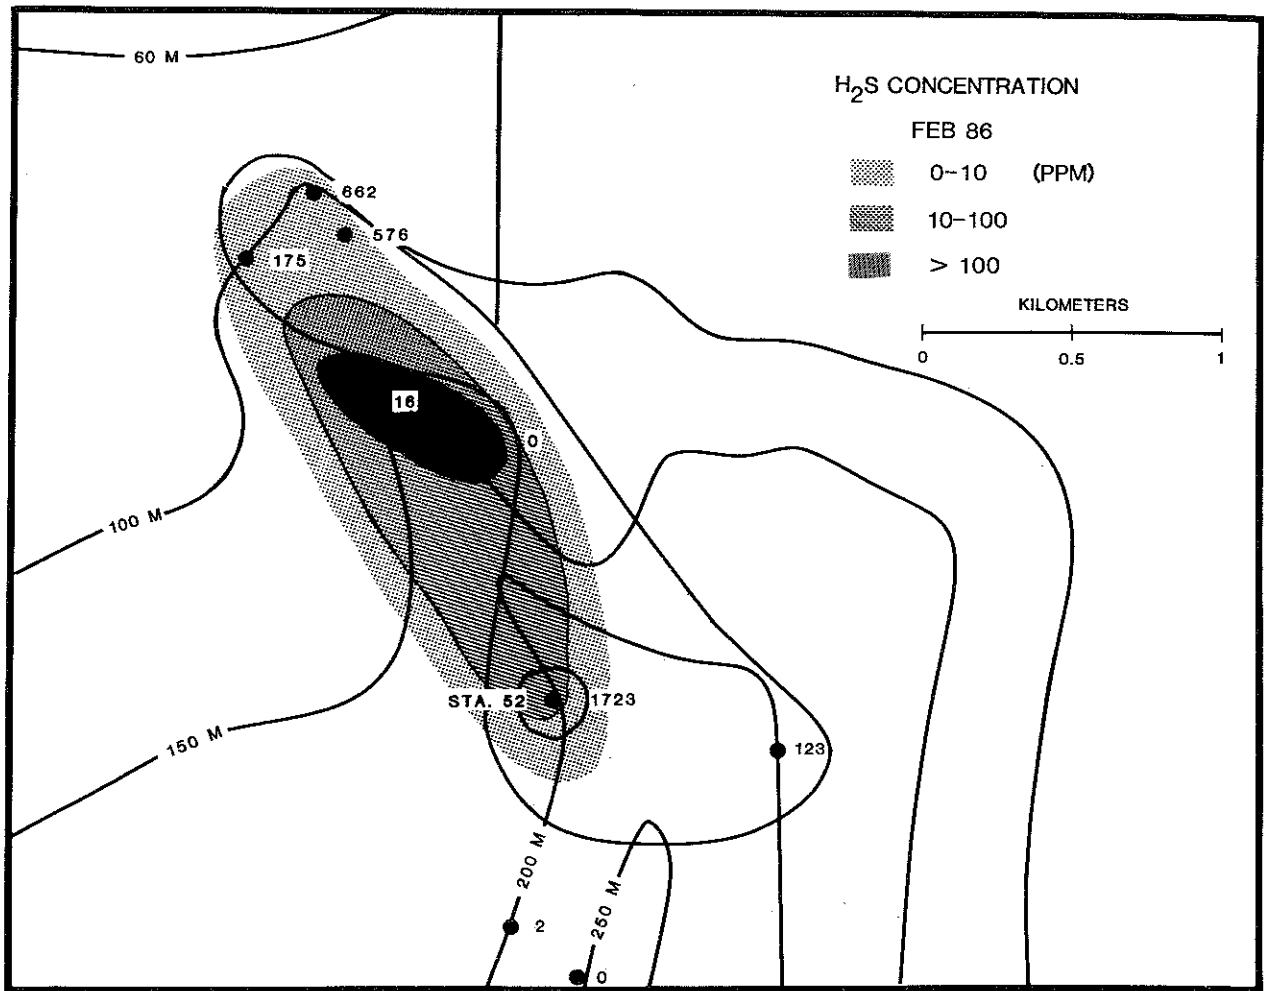 60 M
H2S CONCENTRATION
FEB 86
0-10 (PPM)
10-100
> 100
KILOMETERS
0 0.5 1
662
576
175
16
0
100 M
STA. 52 1723
150 M
123
200 M
250 M
2
0